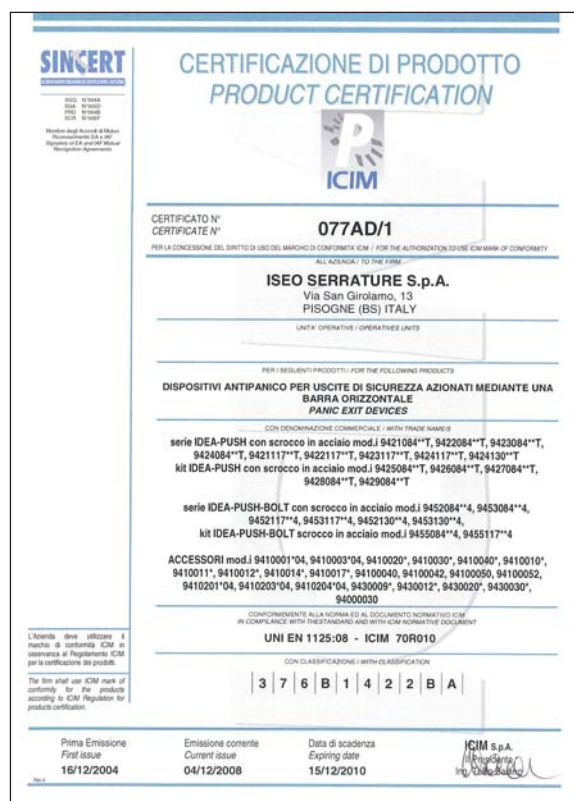 SINCERT
SGQ N°004A
SGA N°005D
PRD N°004B
SCR N°006F
Membro degli Accordi di Mutuo
Riconoscimento EA e IAF
Signatory of EA and IAF Mutual
Recognition Agreements
CERTIFICAZIONE DI PRODOTTO
PRODUCT CERTIFICATION
P
ICIM
CERTIFICATO N°
CERTIFICATE N°
077AD/1
PER LA CONCESSIONE DEL DIRITTO DI USO DEL MARCHIO DI CONFORMITA' ICIM / FOR THE AUTHORIZATION TO USE ICIM MARK OF CONFORMITY
ALL'AZIENDA / TO THE FIRM
ISEO SERRATURE S.p.A.
Via San Girolamo, 13
PISOGNE (BS) ITALY
UNITA' OPERATIVE / OPERATIVES UNITS
PER I SEGUENTI PRODOTTI / FOR THE FOLLOWING PRODUCTS
DISPOSITIVI ANTIPANICO PER USCITE DI SICUREZZA AZIONATI MEDIANTE UNA
BARRA ORIZZONTALE
PANIC EXIT DEVICES
CON DENOMINAZIONE COMMERCIALE / WITH TRADE NAME/S
serie IDEA-PUSH con scrocco in acciaio mod.i 9421084**T, 9422084**T, 9423084**T,
9424084**T, 9421117**T, 9422117**T, 9423117**T, 9424117**T, 9424130**T
kit IDEA-PUSH con scrocco in acciaio mod.i 9425084**T, 9426084**T, 9427084**T,
9428084**T, 9429084**T
serie IDEA-PUSH-BOLT con scrocco in acciaio mod.i 9452084**4, 9453084**4,
9452117**4, 9453117**4, 9452130**4, 9453130**4,
kit IDEA-PUSH-BOLT scrocco in acciaio mod.i 9455084**4, 9455117**4
ACCESSORI mod.i 9410001*04, 9410003*04, 9410020*, 9410030*, 9410040*, 9410010*,
9410011*, 9410012*, 9410014*, 9410017*, 94100040, 94100042, 94100050, 94100052,
9410201*04, 9410203*04, 9410204*04, 9430009*, 9430012*, 9430020*, 9430030*,
94000030
CONFORMEMENTE ALLA NORMA ED AL DOCUMENTO NORMATIVO ICIM
IN COMPLIANCE WITH THESTANDARD AND WITH ICIM NORMATIVE DOCUMENT
UNI EN 1125:08 - ICIM 70R010
CON CLASSIFICAZIONE / WITH CLASSIFICATION
| 3 | 7 | 6 | B | 1 | 4 | 2 | 2 | B | A |
L'Azienda deve utilizzare il
marchio di conformità ICIM in
osservanza al Regolamento ICIM
per la certificazione dei prodotti.
The firm shall use ICIM mark of
conformity for the products
according to ICIM Regulation for
products certification.
Prima Emissione
First issue
16/12/2004
Emissione corrente
Current issue
04/12/2008
Data di scadenza
Expiring date
15/12/2010
ICIM S.p.A.
Il Presidente
Ing.